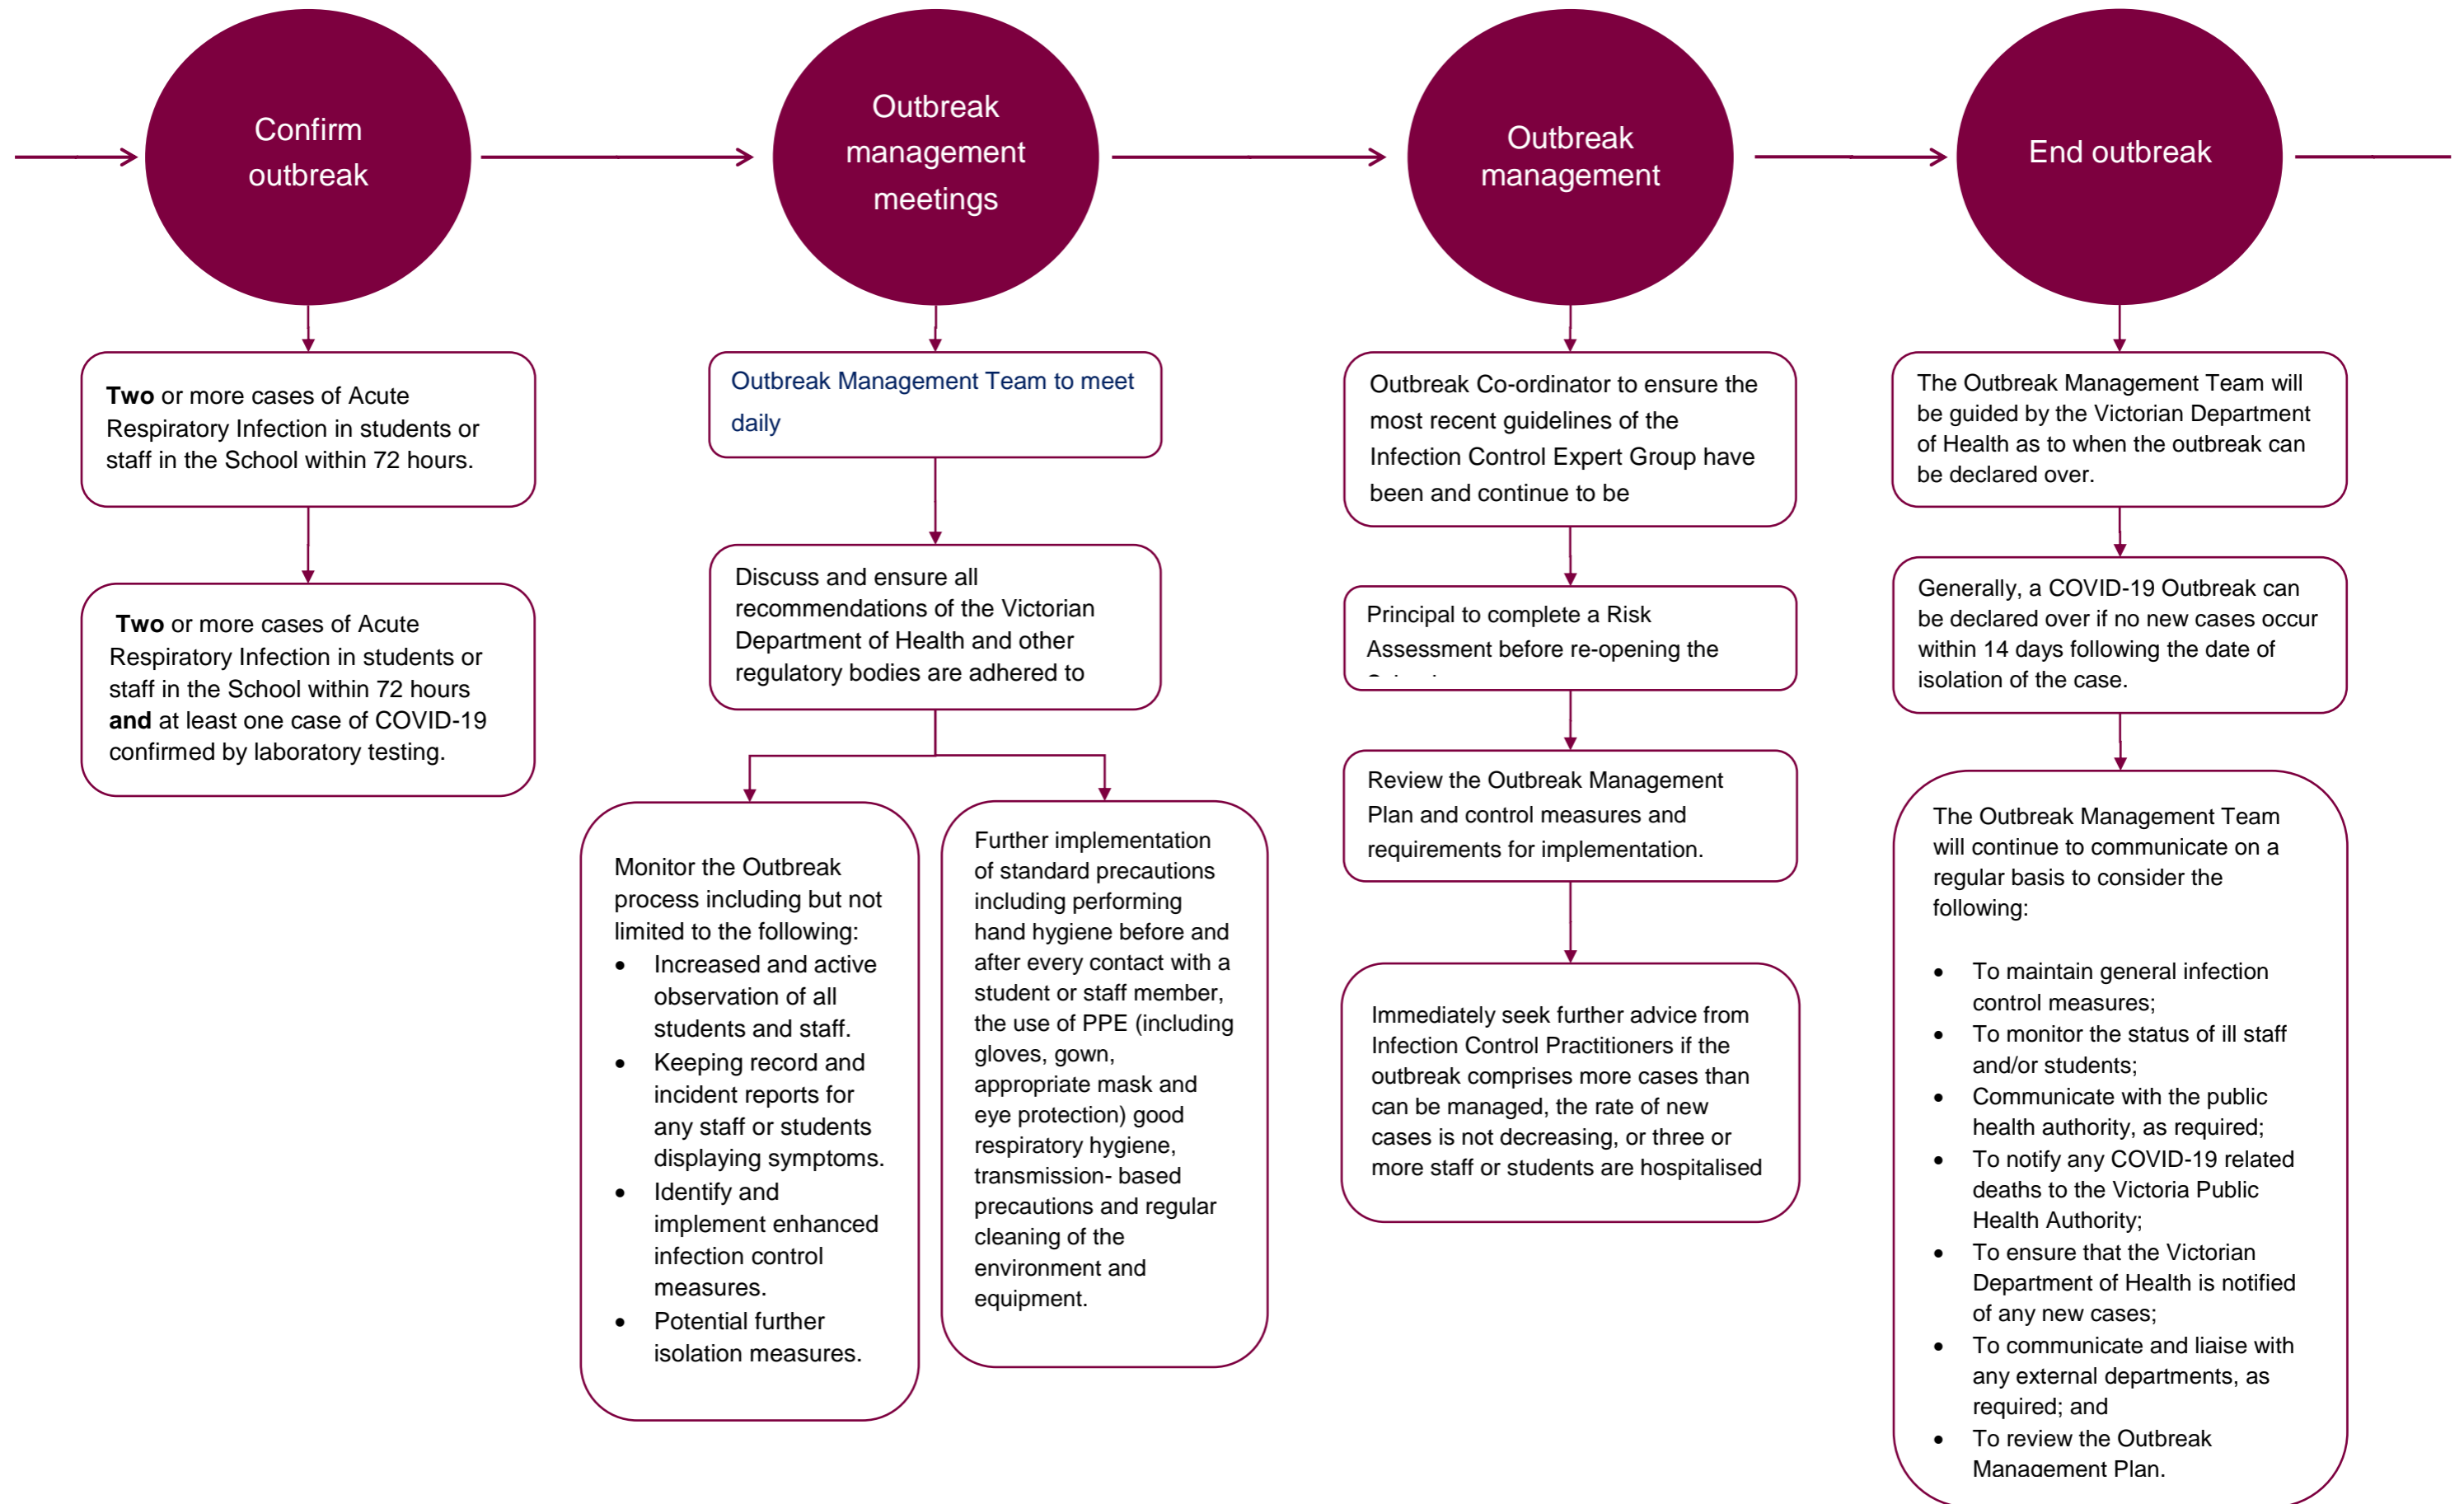 Confirm
outbreak
Outbreak
management
meetings
Outbreak
management
End outbreak
Two or more cases of Acute
Respiratory Infection in students or
staff in the School within 72 hours.
Two or more cases of Acute
Respiratory Infection in students or
staff in the School within 72 hours
and at least one case of COVID-19
confirmed by laboratory testing.
Outbreak Management Team to meet
daily
Discuss and ensure all
recommendations of the Victorian
Department of Health and other
regulatory bodies are adhered to
Monitor the Outbreak
process including but not
limited to the following:
• Increased and active
observation of all
students and staff.
• Keeping record and
incident reports for
any staff or students
displaying symptoms.
• Identify and
implement enhanced
infection control
measures.
• Potential further
isolation measures.
Further implementation
of standard precautions
including performing
hand hygiene before and
after every contact with a
student or staff member,
the use of PPE (including
gloves, gown,
appropriate mask and
eye protection) good
respiratory hygiene,
transmission- based
precautions and regular
cleaning of the
environment and
equipment.
Outbreak Co-ordinator to ensure the
most recent guidelines of the
Infection Control Expert Group have
been and continue to be
Principal to complete a Risk
Assessment before re-opening the
Review the Outbreak Management
Plan and control measures and
requirements for implementation.
Immediately seek further advice from
Infection Control Practitioners if the
outbreak comprises more cases than
can be managed, the rate of new
cases is not decreasing, or three or
more staff or students are hospitalised
The Outbreak Management Team will
be guided by the Victorian Department
of Health as to when the outbreak can
be declared over.
Generally, a COVID-19 Outbreak can
be declared over if no new cases occur
within 14 days following the date of
isolation of the case.
The Outbreak Management Team
will continue to communicate on a
regular basis to consider the
following:
• To maintain general infection
control measures;
• To monitor the status of ill staff
and/or students;
• Communicate with the public
health authority, as required;
• To notify any COVID-19 related
deaths to the Victoria Public
Health Authority;
• To ensure that the Victorian
Department of Health is notified
of any new cases;
• To communicate and liaise with
any external departments, as
required; and
• To review the Outbreak
Management Plan.